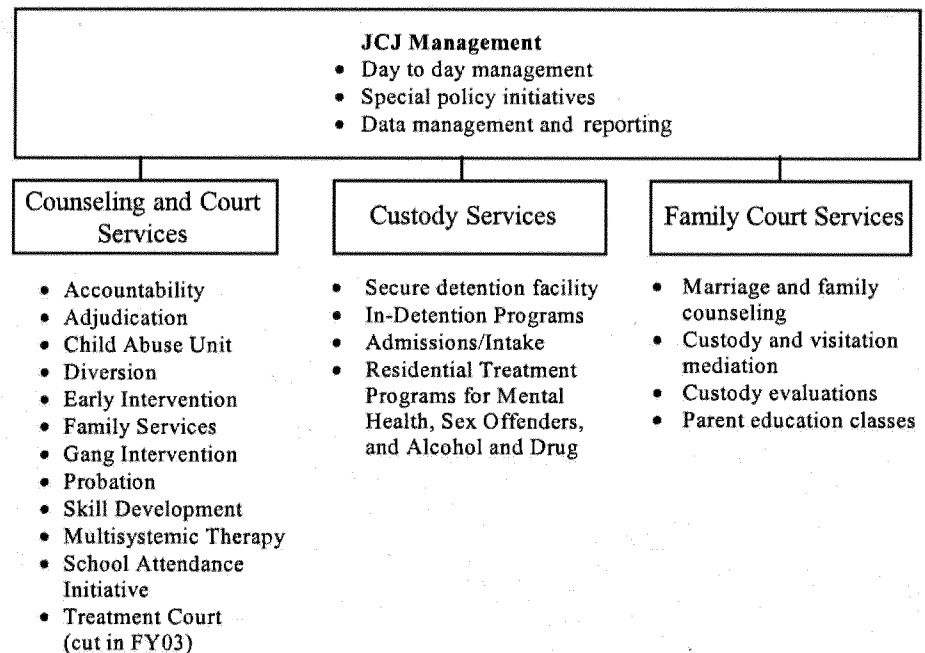 JCJ Management
• Day to day management
• Special policy initiatives
• Data management and reporting
Counseling and Court
Services
• Accountability
• Adjudication
• Child Abuse Unit
• Diversion
• Early Intervention
• Family Services
• Gang Intervention
• Probation
• Skill Development
• Multisystemic Therapy
• School Attendance
Initiative
• Treatment Court
(cut in FY03)
Custody Services
• Secure detention facility
• In-Detention Programs
• Admissions/Intake
• Residential Treatment
Programs for Mental
Health, Sex Offenders,
and Alcohol and Drug
Family Court Services
• Marriage and family
counseling
• Custody and visitation
mediation
• Custody evaluations
• Parent education classes